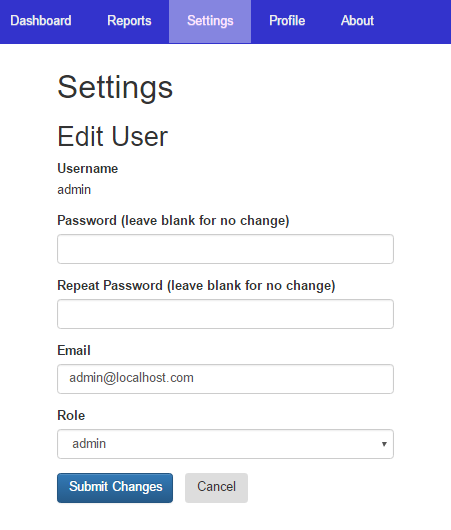 Dashboard Reports Settings Profile About
Settings
Edit User
Username
admin
Password (leave blank for no change)
Repeat Password (leave blank for no change)
Email
admin@localhost.com
Role
admin
Submit Changes Cancel